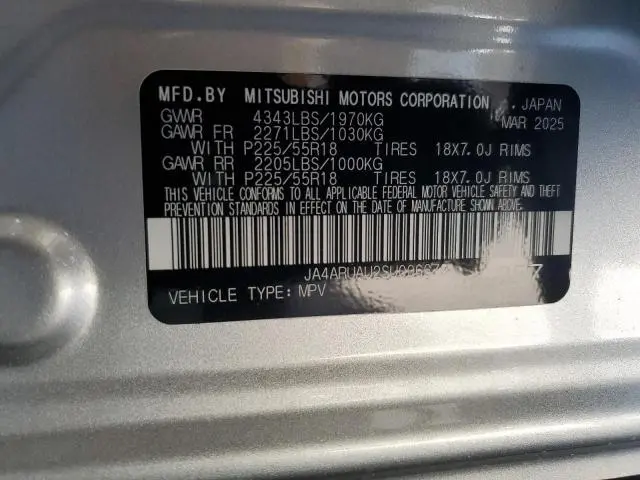 MFD.BY MITSUBISHI MOTORS CORPORATION , JAPAN
GVWR 4343LBS/1970KG MAR 2025
GAWR FR 2271LBS/1030KG
WITH P225/55R18 TIRES 18X7.0J RIMS
GAWR RR 2205LBS/1000KG
WITH P225/55R18 TIRES 18X7.0J RIMS
THIS VEHICLE CONFORMS TO ALL APPLICABLE FEDERAL MOTOR VEHICLE SAFETY AND THEFT
PREVENTION STANDARDS IN EFFECT ON THE DATE OF MANUFACTURE SHOWN ABOVE.
VEHICLE TYPE: MPV